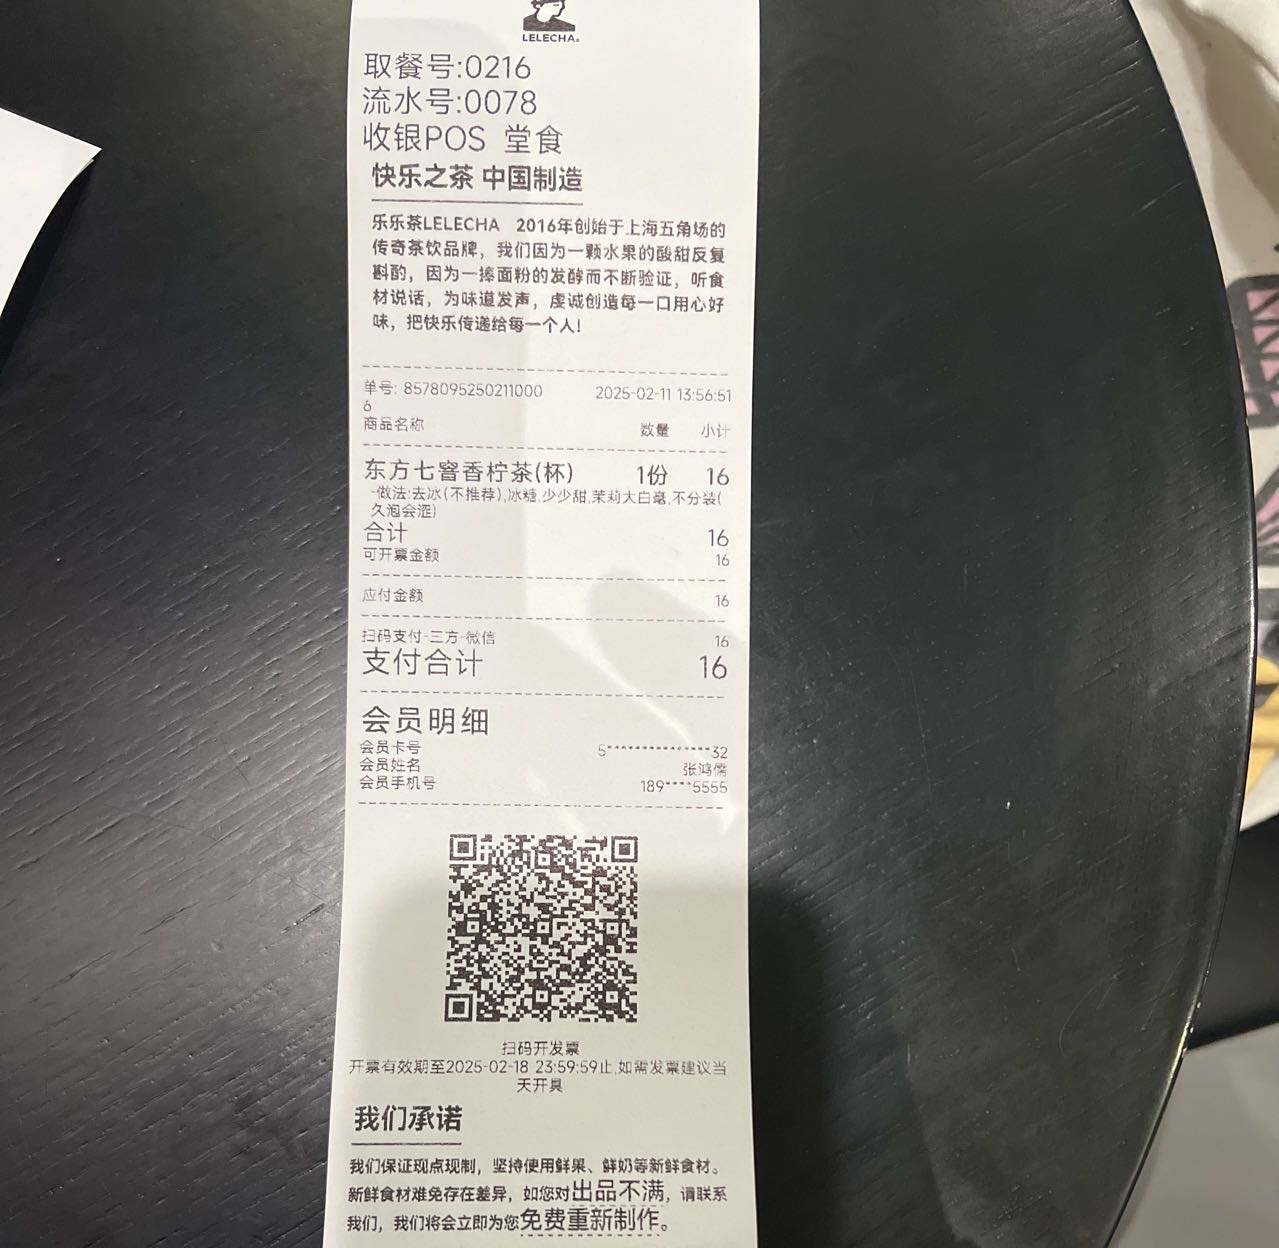 LELECHA
取餐号:0216
流水号:0078
收银POS 堂食
快乐之茶 中国制造
乐乐茶LELECHA 2016年创始于上海五角场的
传奇茶饮品牌，我们因为一颗水果的酸甜反复
斟酌，因为一捧面粉的发酵而不断验证，听食
材说话，为味道发声，虔诚创造每一口用心好
味，把快乐传递给每一个人!
单号: 8578095250211000 2025-02-11 13:56:51
6
商品名称 数量 小计
东方七窨香柠茶(杯) 1份 16
-做法:去冰(不推荐),冰糖,少少甜,茉莉大白毫,不分装(
久泡会涩)
合计 16
可开票金额 16
应付金额 16
扫码支付-三方-微信 16
支付合计 16
会员明细
会员卡号 5****************32
会员姓名 张鸿儒
会员手机号 189****5555
扫码开发票
开票有效期至2025-02-18 23:59:59止,如需发票建议当
天开具
我们承诺
我们保证现点现制，坚持使用鲜果、鲜奶等新鲜食材。
新鲜食材难免存在差异，如您对出品不满，请联系
我们，我们将会立即为您免费重新制作。